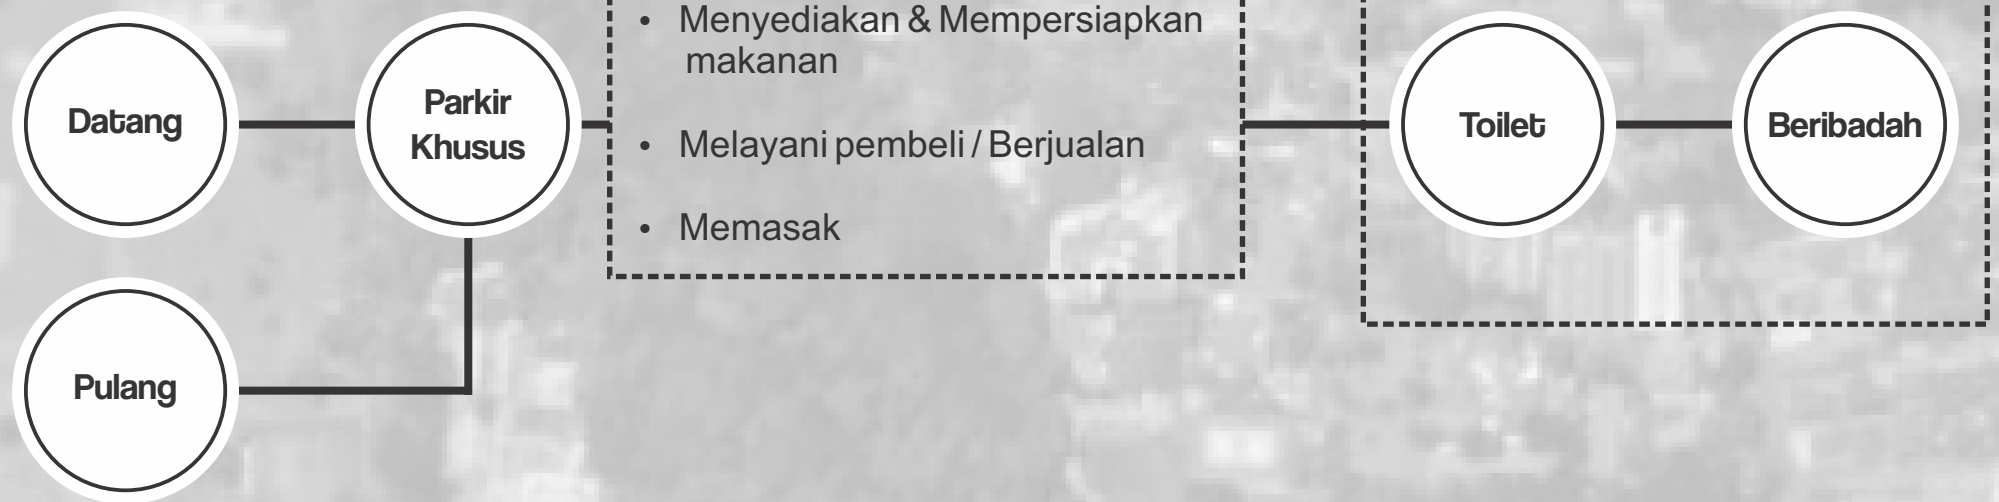 Datang
Parkir
Khusus
• Menyediakan & Mempersiapkan
makanan
• Melayani pembeli / Berjualan
• Memasak
Toilet
Beribadah
Pulang